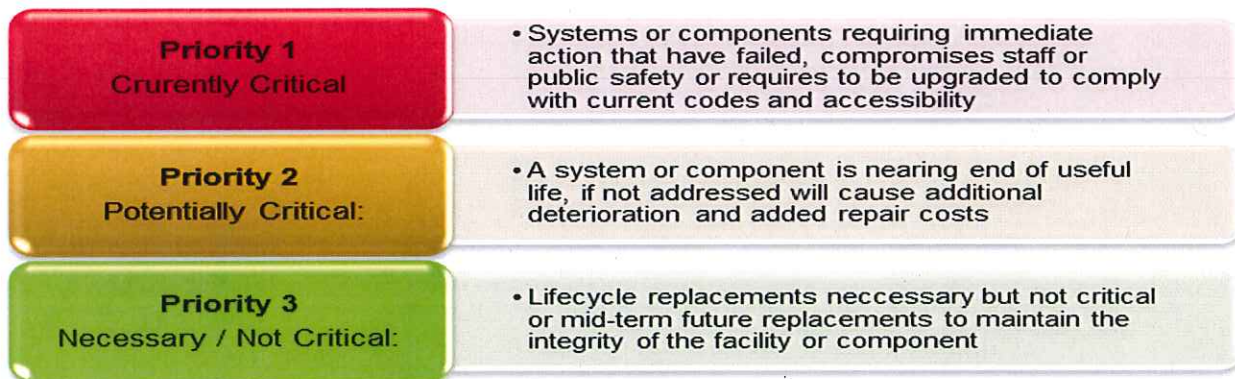 Priority 1
Crurently Critical
• Systems or components requiring immediate
action that have failed, compromises staff or
public safety or requires to be upgraded to comply
with current codes and accessibility
Priority 2
Potentially Critical:
• A system or component is nearing end of useful
life, if not addressed will cause additional
deterioration and added repair costs
Priority 3
Necessary / Not Critical:
• Lifecycle replacements neccessary but not critical
or mid-term future replacements to maintain the
integrity of the facility or component